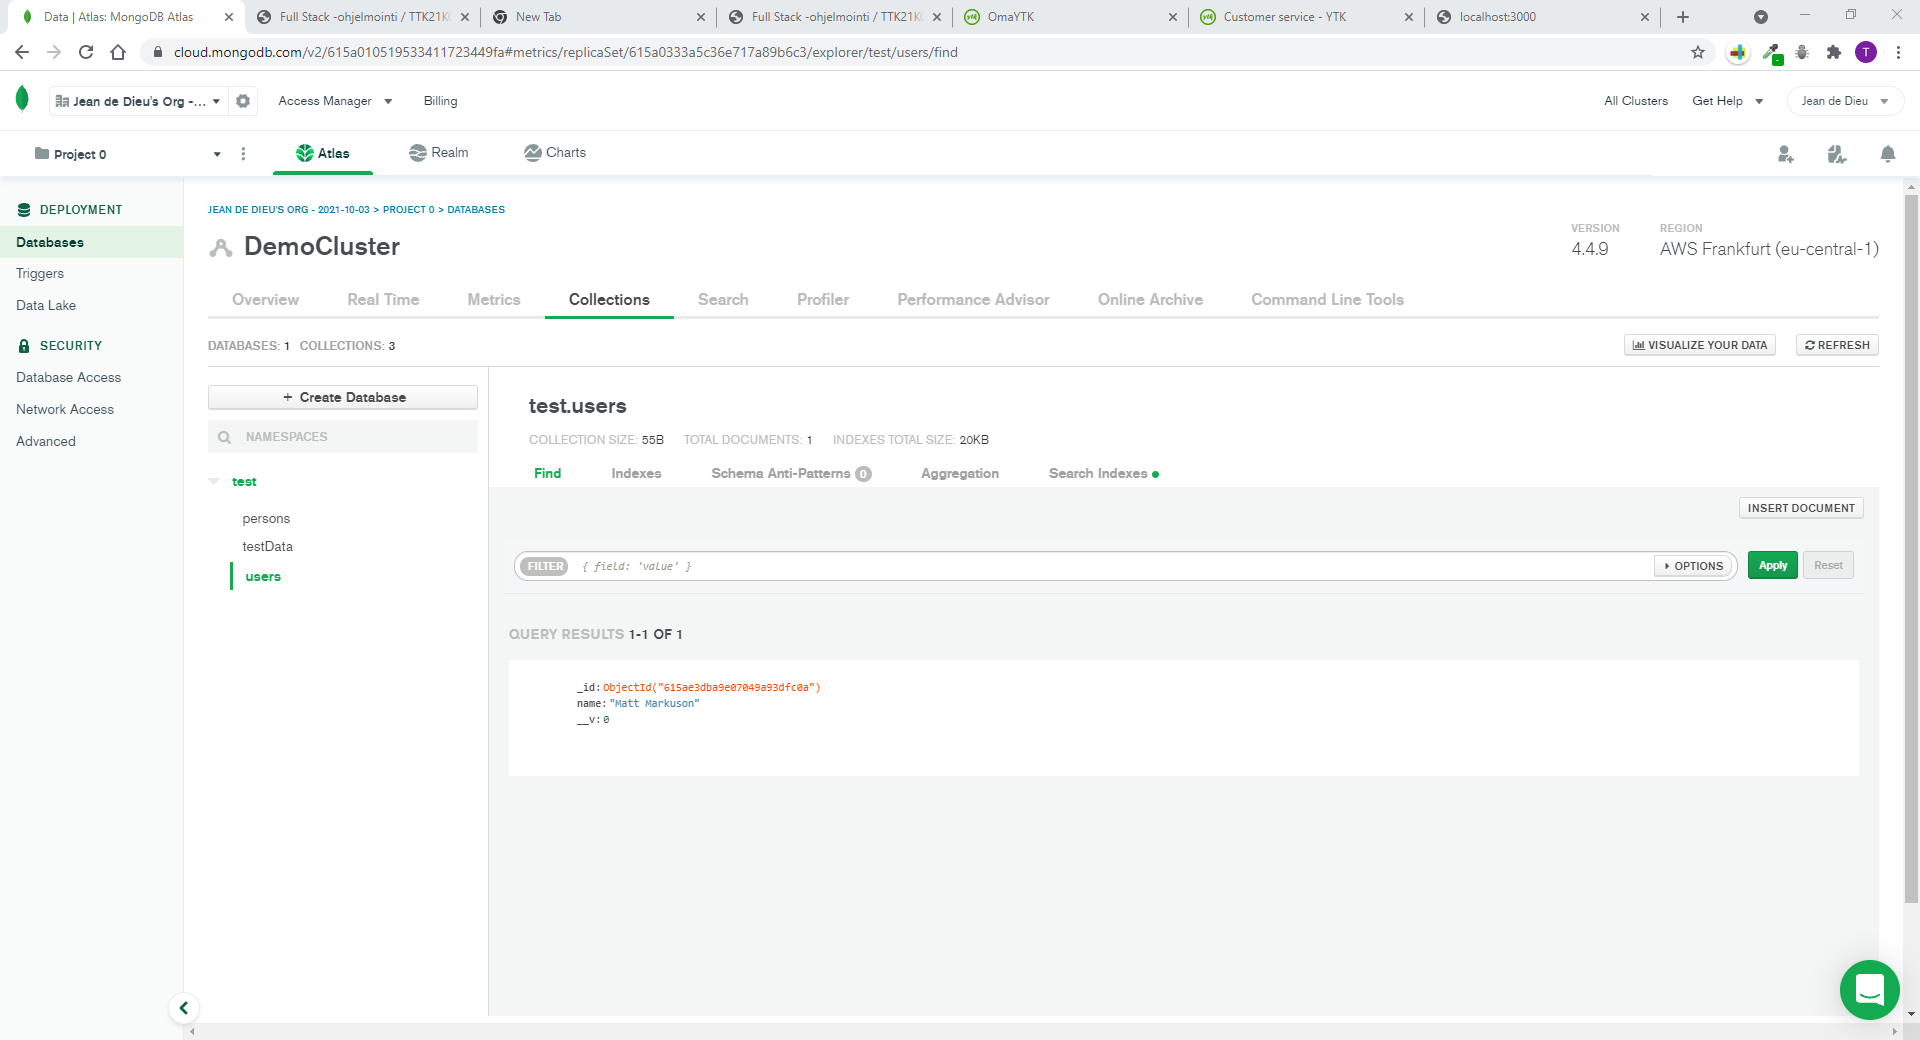 Data | Atlas: MongoDB Atlas
Full Stack -ohjelmointi / TTK21K
New Tab
Full Stack -ohjelmointi / TTK21K
OmaYTK
Customer service - YTK
localhost:3000
cloud.mongodb.com/v2/615a010519533411723449fa#metrics/replicaSet/615a0333a5c36e717a89b6c3/explorer/test/users/find
T
Jean de Dieu's Org -...
Access Manager
Billing
All Clusters
Get Help
Jean de Dieu
Project 0
Atlas
Realm
Charts
DEPLOYMENT
Databases
Triggers
Data Lake
SECURITY
Database Access
Network Access
Advanced
JEAN DE DIEU'S ORG - 2021-10-03 > PROJECT 0 > DATABASES
DemoCluster
VERSION
4.4.9
REGION
AWS Frankfurt (eu-central-1)
Overview
Real Time
Metrics
Collections
Search
Profiler
Performance Advisor
Online Archive
Command Line Tools
DATABASES: 1 COLLECTIONS: 3
VISUALIZE YOUR DATA
REFRESH
+ Create Database
NAMESPACES
test
persons
testData
users
test.users
COLLECTION SIZE: 55B TOTAL DOCUMENTS: 1 INDEXES TOTAL SIZE: 20KB
Find
Indexes
Schema Anti-Patterns 0
Aggregation
Search Indexes
INSERT DOCUMENT
FILTER { field: 'value' }
OPTIONS
Apply
Reset
QUERY RESULTS 1-1 OF 1
_id: ObjectId("615ae3dba9e07049a93dfc0a")
name: "Matt Markuson"
__v: 0